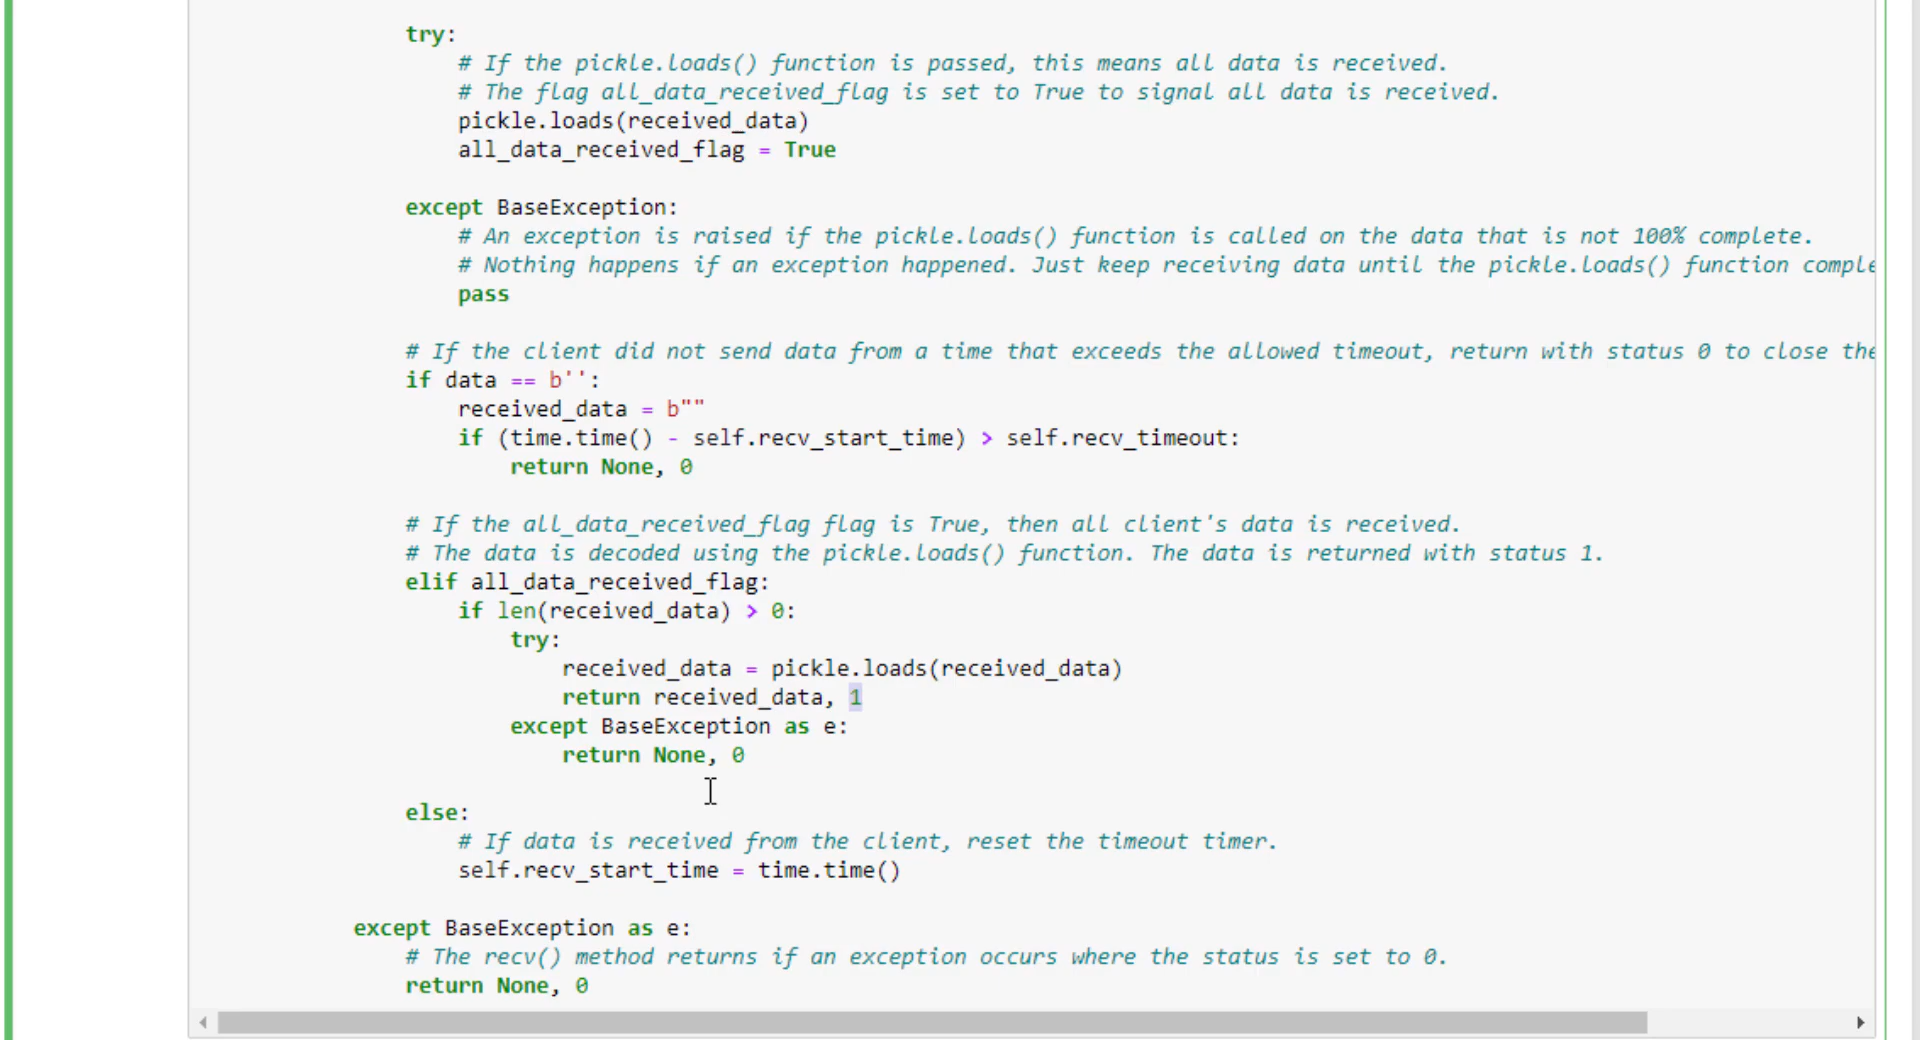 try:
# If the pickle.loads() function is passed, this means all data is received.
# The flag all_data_received_flag is set to True to signal all data is received.
pickle.loads(received_data)
all_data_received_flag = True
except BaseException:
# An exception is raised if the pickle.loads() function is called on the data that is not 100% complete.
# Nothing happens if an exception happened. Just keep receiving data until the pickle.loads() function
pass
# If the client did not send data from a time that exceeds the allowed timeout, return with status 0 to close the
if data == b'':
received_data = b""
if (time.time() - self.recv_start_time) > self.recv_timeout:
return None, 0
# If the all_data_received_flag flag is True, then all client's data is received.
# The data is decoded using the pickle.loads() function. The data is returned with status 1.
elif all_data_received_flag:
if len(received_data) > 0:
try:
received_data = pickle.loads(received_data)
return received_data, 1
except BaseException as e:
return None, 0
else:
# If data is received from the client, reset the timeout timer.
self.recv_start_time = time.time()
except BaseException as e:
# The recv() method returns if an exception occurs where the status is set to 0.
return None, 0